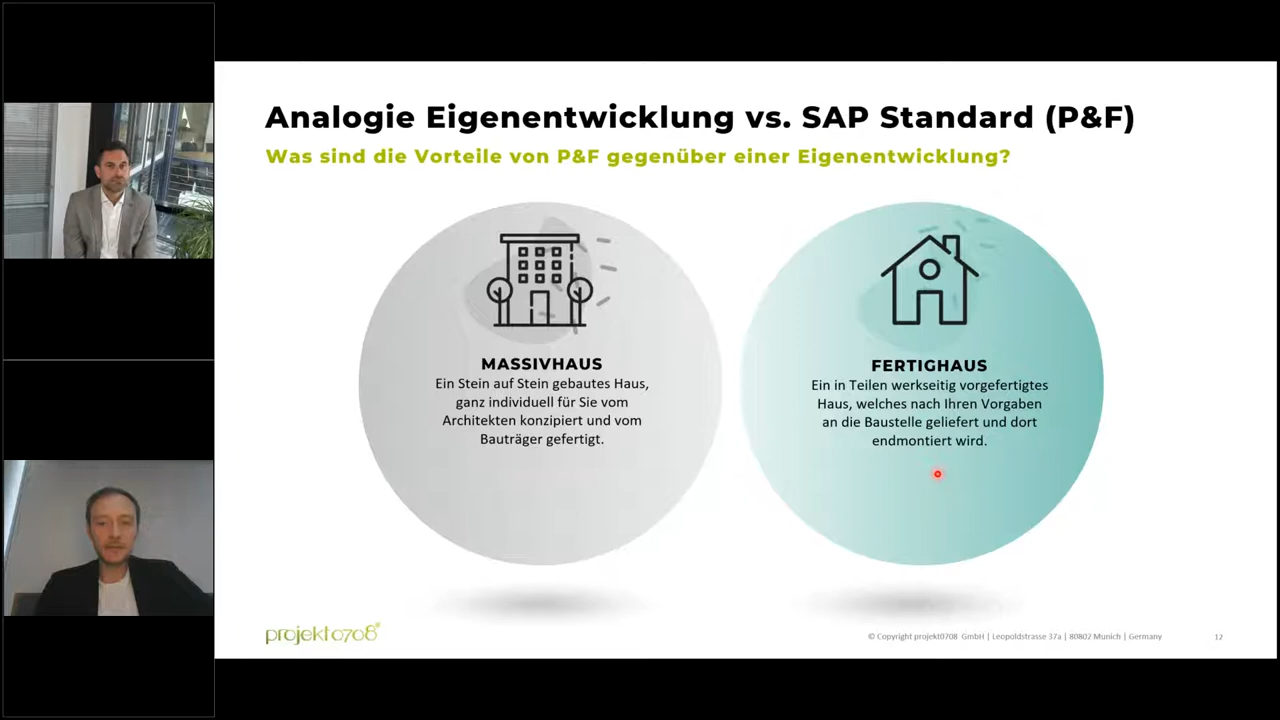 Analogie Eigenentwicklung vs. SAP Standard (P&F)
Was sind die Vorteile von P&F gegenüber einer Eigenentwicklung?
MASSIVHAUS
Ein Stein auf Stein gebautes Haus,
ganz individuell für Sie vom
Architekten konzipiert und vom
Bauträger gefertigt.
FERTIGHAUS
Ein in Teilen werkseitig vorgefertigtes
Haus, welches nach Ihren Vorgaben
an die Baustelle geliefert und dort
endmontiert wird.
projekt0708
© Copyright projekt0708 GmbH | Leopoldstrasse 37a | 80802 Munich | Germany
12